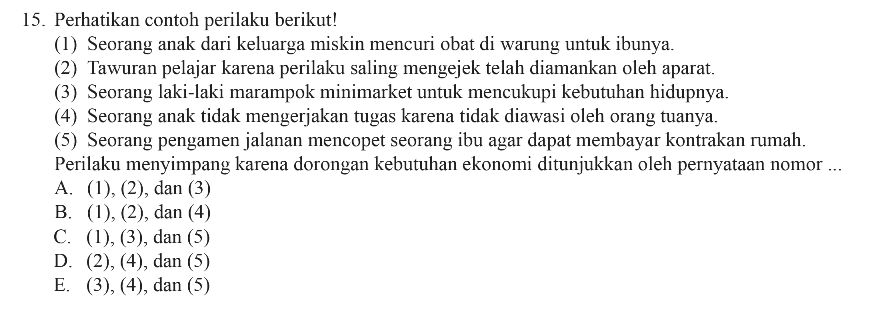 15. Perhatikan contoh perilaku berikut!
(1) Seorang anak dari keluarga miskin mencuri obat di warung untuk ibunya.
(2) Tawuran pelajar karena perilaku saling mengejek telah diamankan oleh aparat.
(3) Seorang laki-laki marampok minimarket untuk mencukupi kebutuhan hidupnya.
(4) Seorang anak tidak mengerjakan tugas karena tidak diawasi oleh orang tuanya.
(5) Seorang pengamen jalanan mencopet seorang ibu agar dapat membayar kontrakan rumah.
Perilaku menyimpang karena dorongan kebutuhan ekonomi ditunjukkan oleh pernyataan nomor ...
A. (1), (2), dan (3)
B. (1), (2), dan (4)
C. (1), (3), dan (5)
D. (2), (4), dan (5)
E. (3), (4), dan (5)